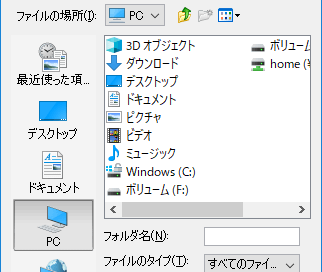 ファイルの場所(I):
PC
最近使った項...
デスクトップ
ドキュメント
PC
3D オブジェクト
ダウンロード
デスクトップ
ドキュメント
ピクチャ
ビデオ
ミュージック
Windows (C:)
ボリューム (F:)
ボリューム
home (
フォルダ名(N):
ファイルのタイプ(T):
すべてのファイ...